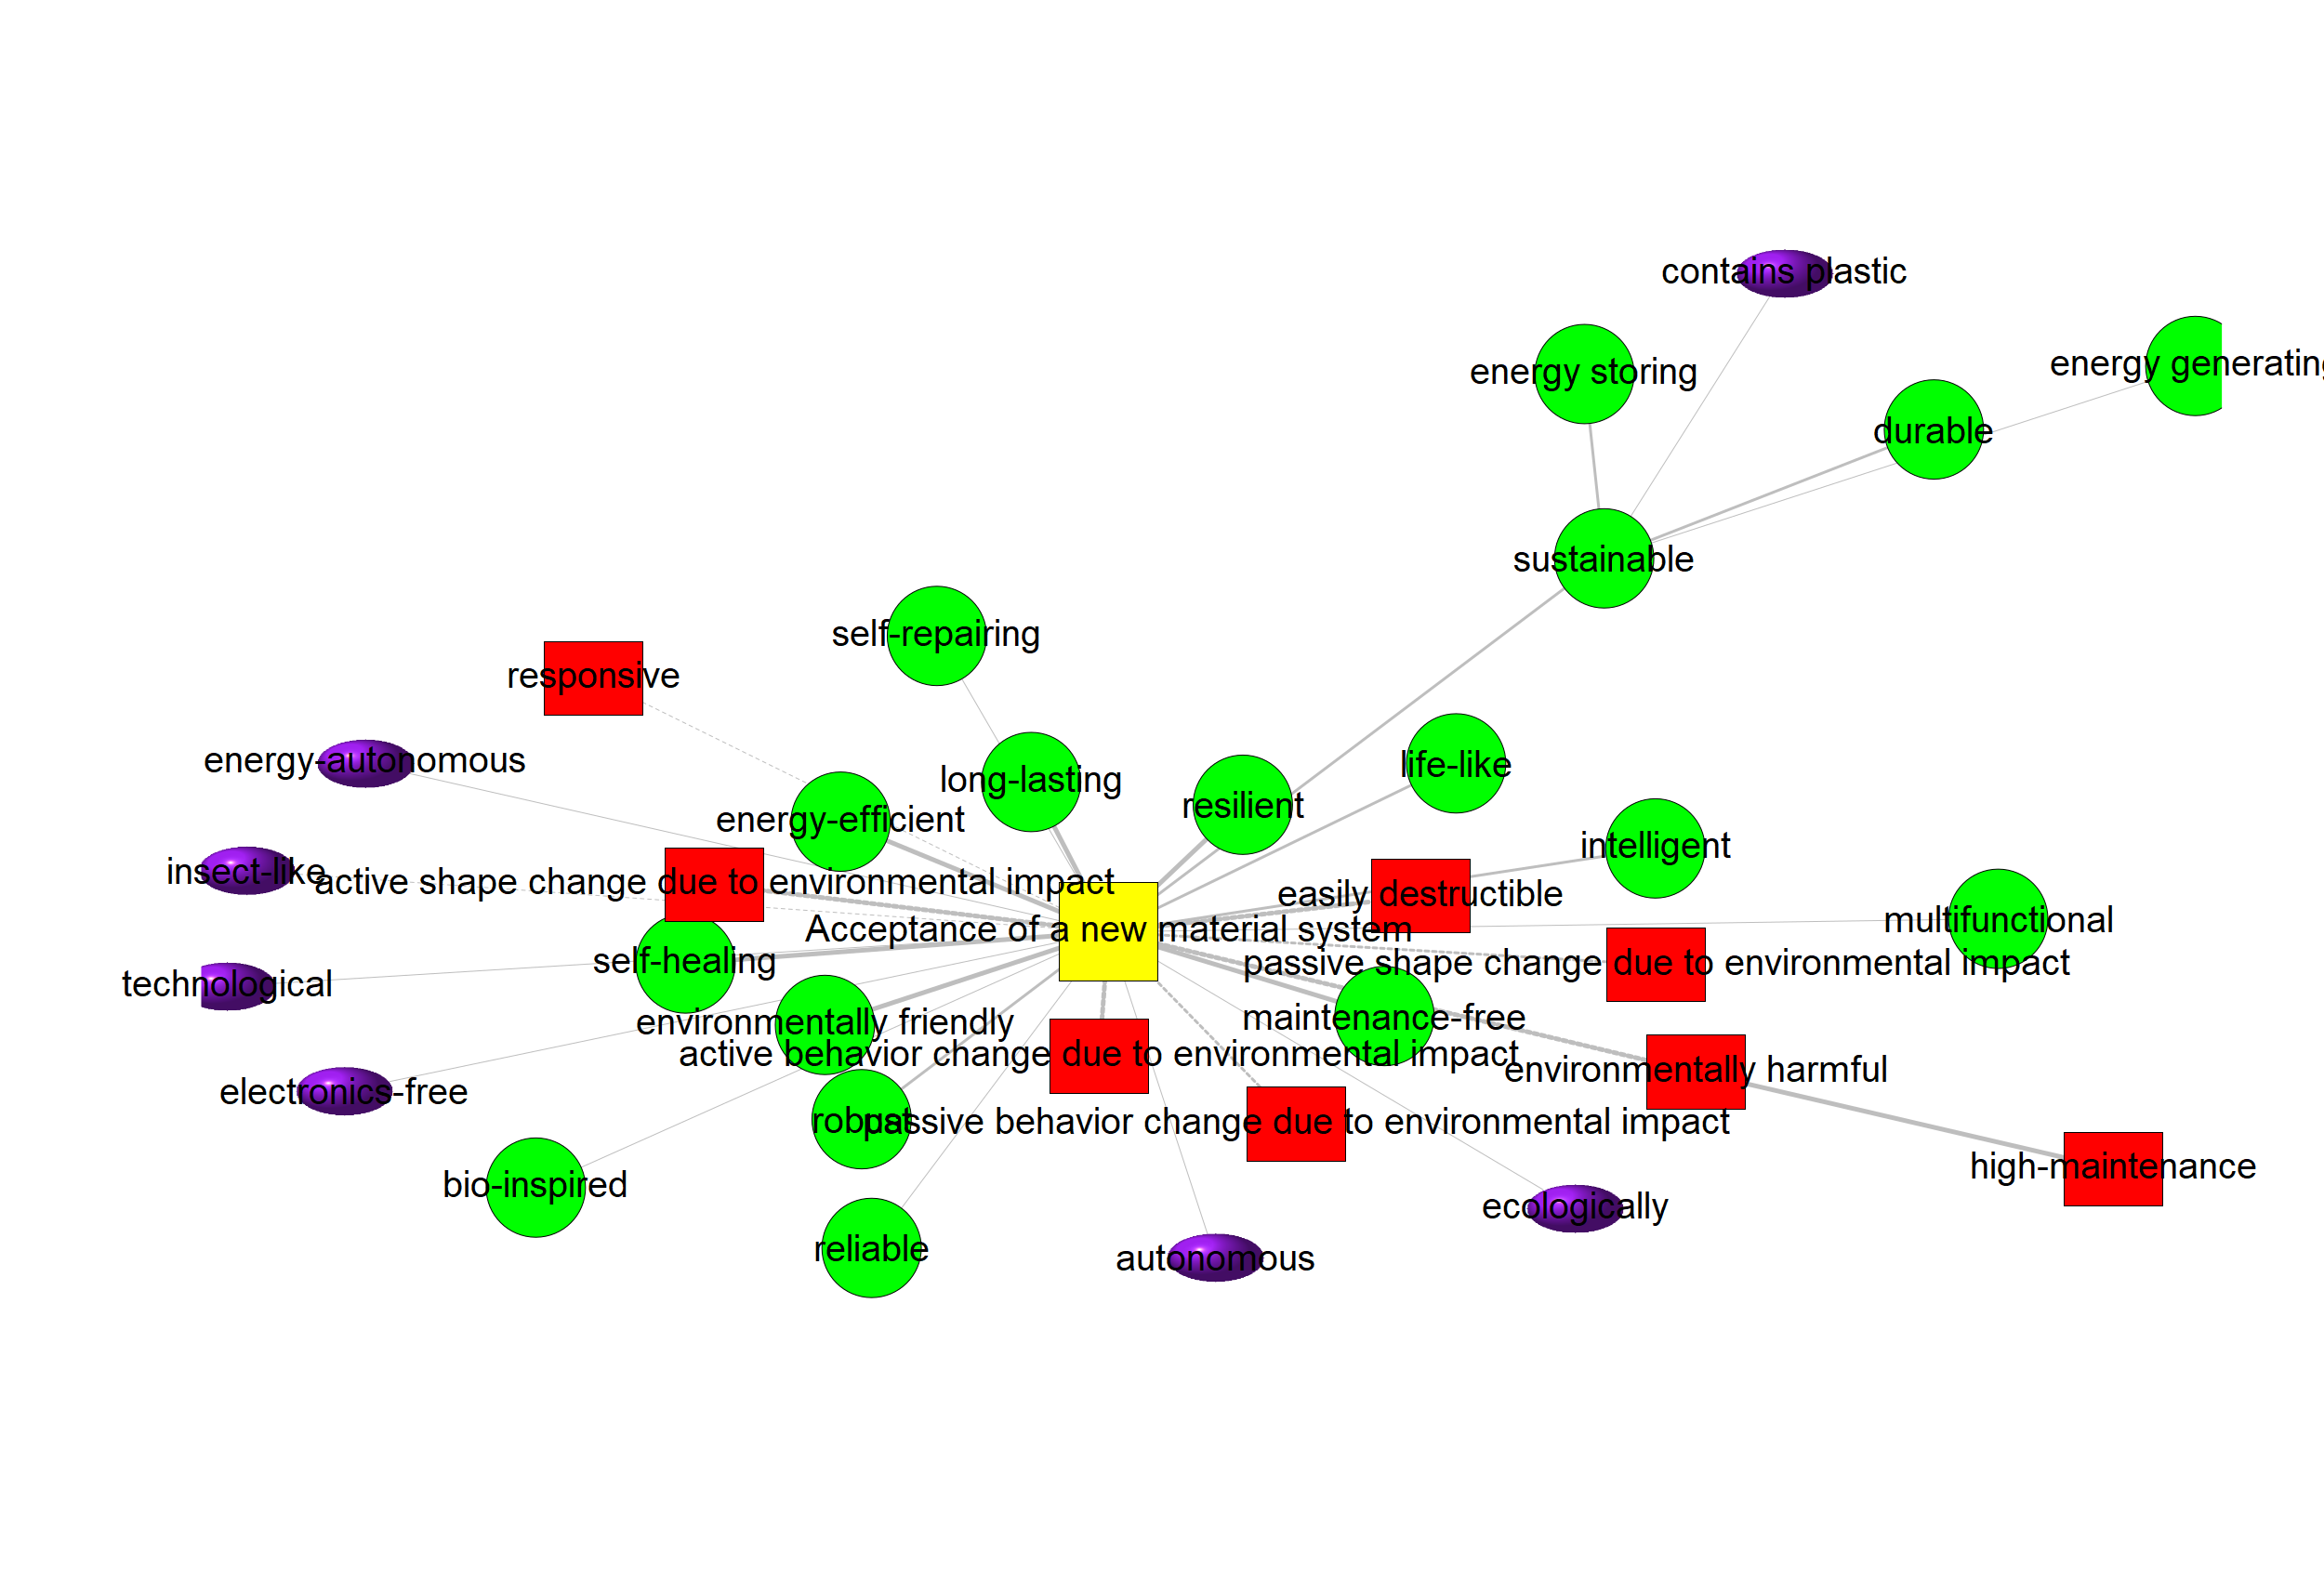 contains plastic
energy storing
energy generating
durable
sustainable
self-repairing
responsive
energy-autonomous
long-lasting
life-like
resilient
energy-efficient
intelligent
insect-like
active shape change due to environmental impact
easily destructible
multifunctional
Acceptance of a new material system
self-healing
passive shape change due to environmental impact
technological
environmentally friendly
maintenance-free
active behavior change due to environmental impact
environmentally harmful
electronics-free
robust
passive behavior change due to environmental impact
high-maintenance
bio-inspired
ecologically
reliable
autonomous